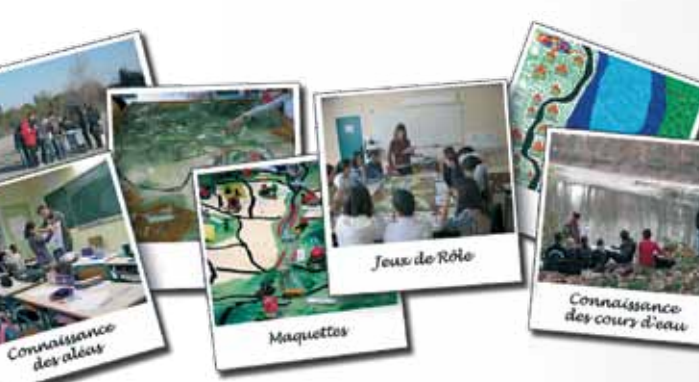 Connaissance
des aléas
Maquettes
Jeux de Rôle
Connaissance
des cours d'eau